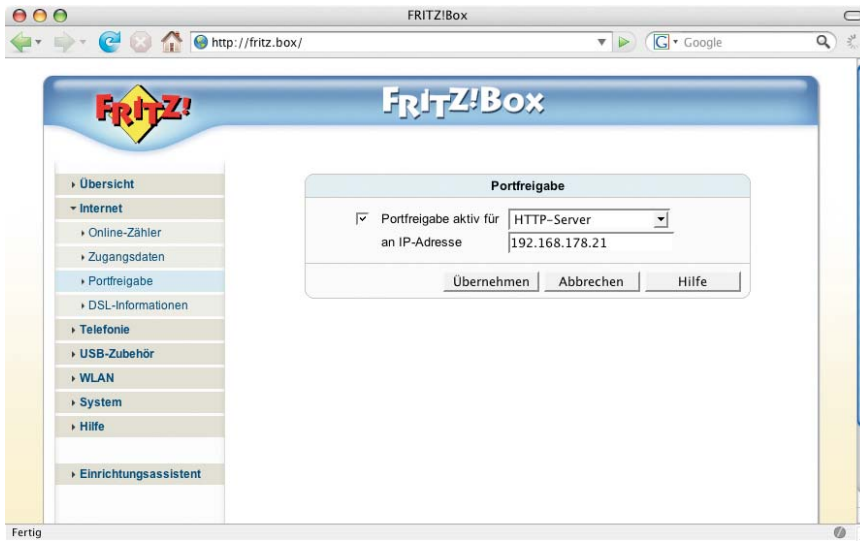 FRITZ!Box
http://fritz.box/
G Google
FRITZ!
FRITZ!Box
Übersicht
Internet
Online-Zähler
Zugangsdaten
Portfreigabe
DSL-Informationen
Telefonie
USB-Zubehör
WLAN
System
Hilfe
Einrichtungsassistent
Portfreigabe
Portfreigabe aktiv für HTTP-Server
an IP-Adresse 192.168.178.21
Übernehmen Abbrechen Hilfe
Fertig